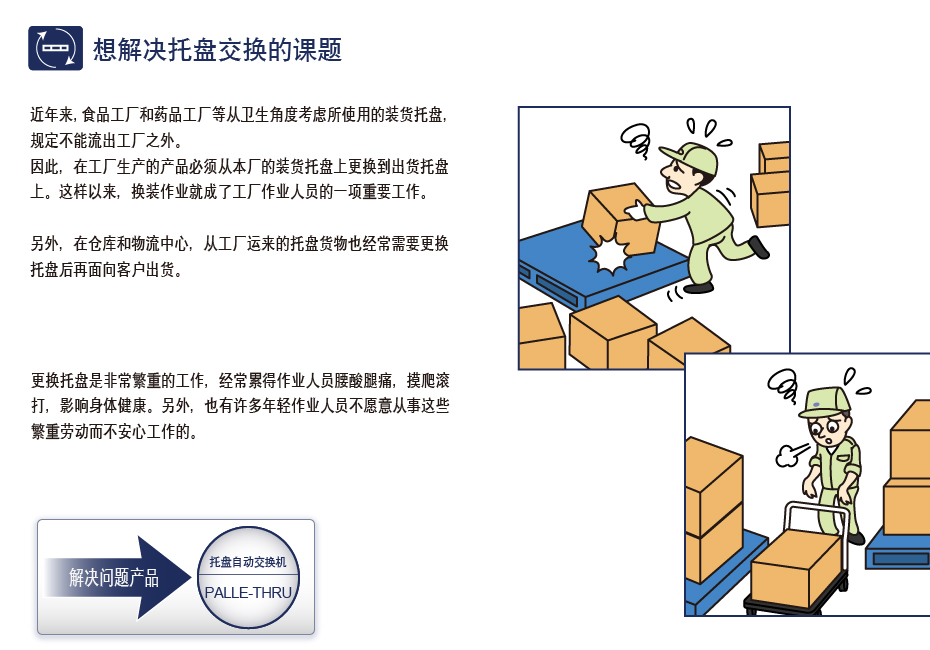 想解决托盘交换的课题
近年来，食品工厂和药品工厂等从卫生角度考虑所使用的装货托盘，
规定不能流出工厂之外。
因此，在工厂生产的产品必须从本厂的装货托盘上更换到出货托盘
上。这样以来，换装作业就成了工厂作业人员的一项重要工作。
另外，在仓库和物流中心，从工厂运来的托盘货物也经常需要更换
托盘后再面向客户出货。
更换托盘是非常繁重的工作，经常累得作业人员腰酸腿痛，摸爬滚
打，影响身体健康。另外，也有许多年轻作业人员不愿意从事这些
繁重劳动而不安心工作的。
解决问题产品
托盘自动交换机
PALLE-THRU